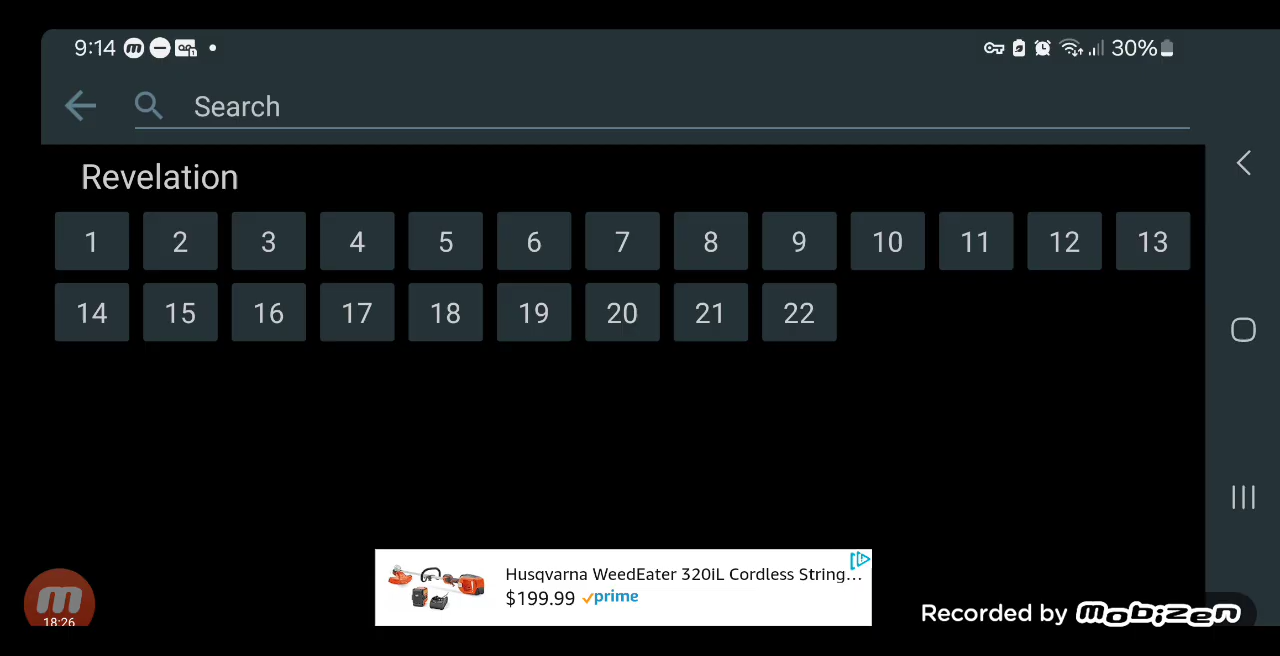 9:14 30%
Search
Revelation
1 2 3 4 5 6 7 8 9 10 11 12 13
14 15 16 17 18 19 20 21 22
Husqvarna WeedEater 320iL Cordless String...
$199.99 prime
18:26
Recorded by mobizen